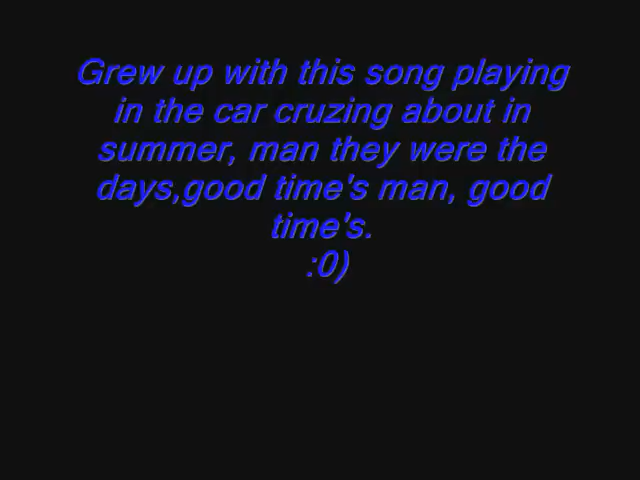 Grew up with this song playing
in the car cruzing about in
summer, man they were the
days,good time's man, good
time's.
:0)